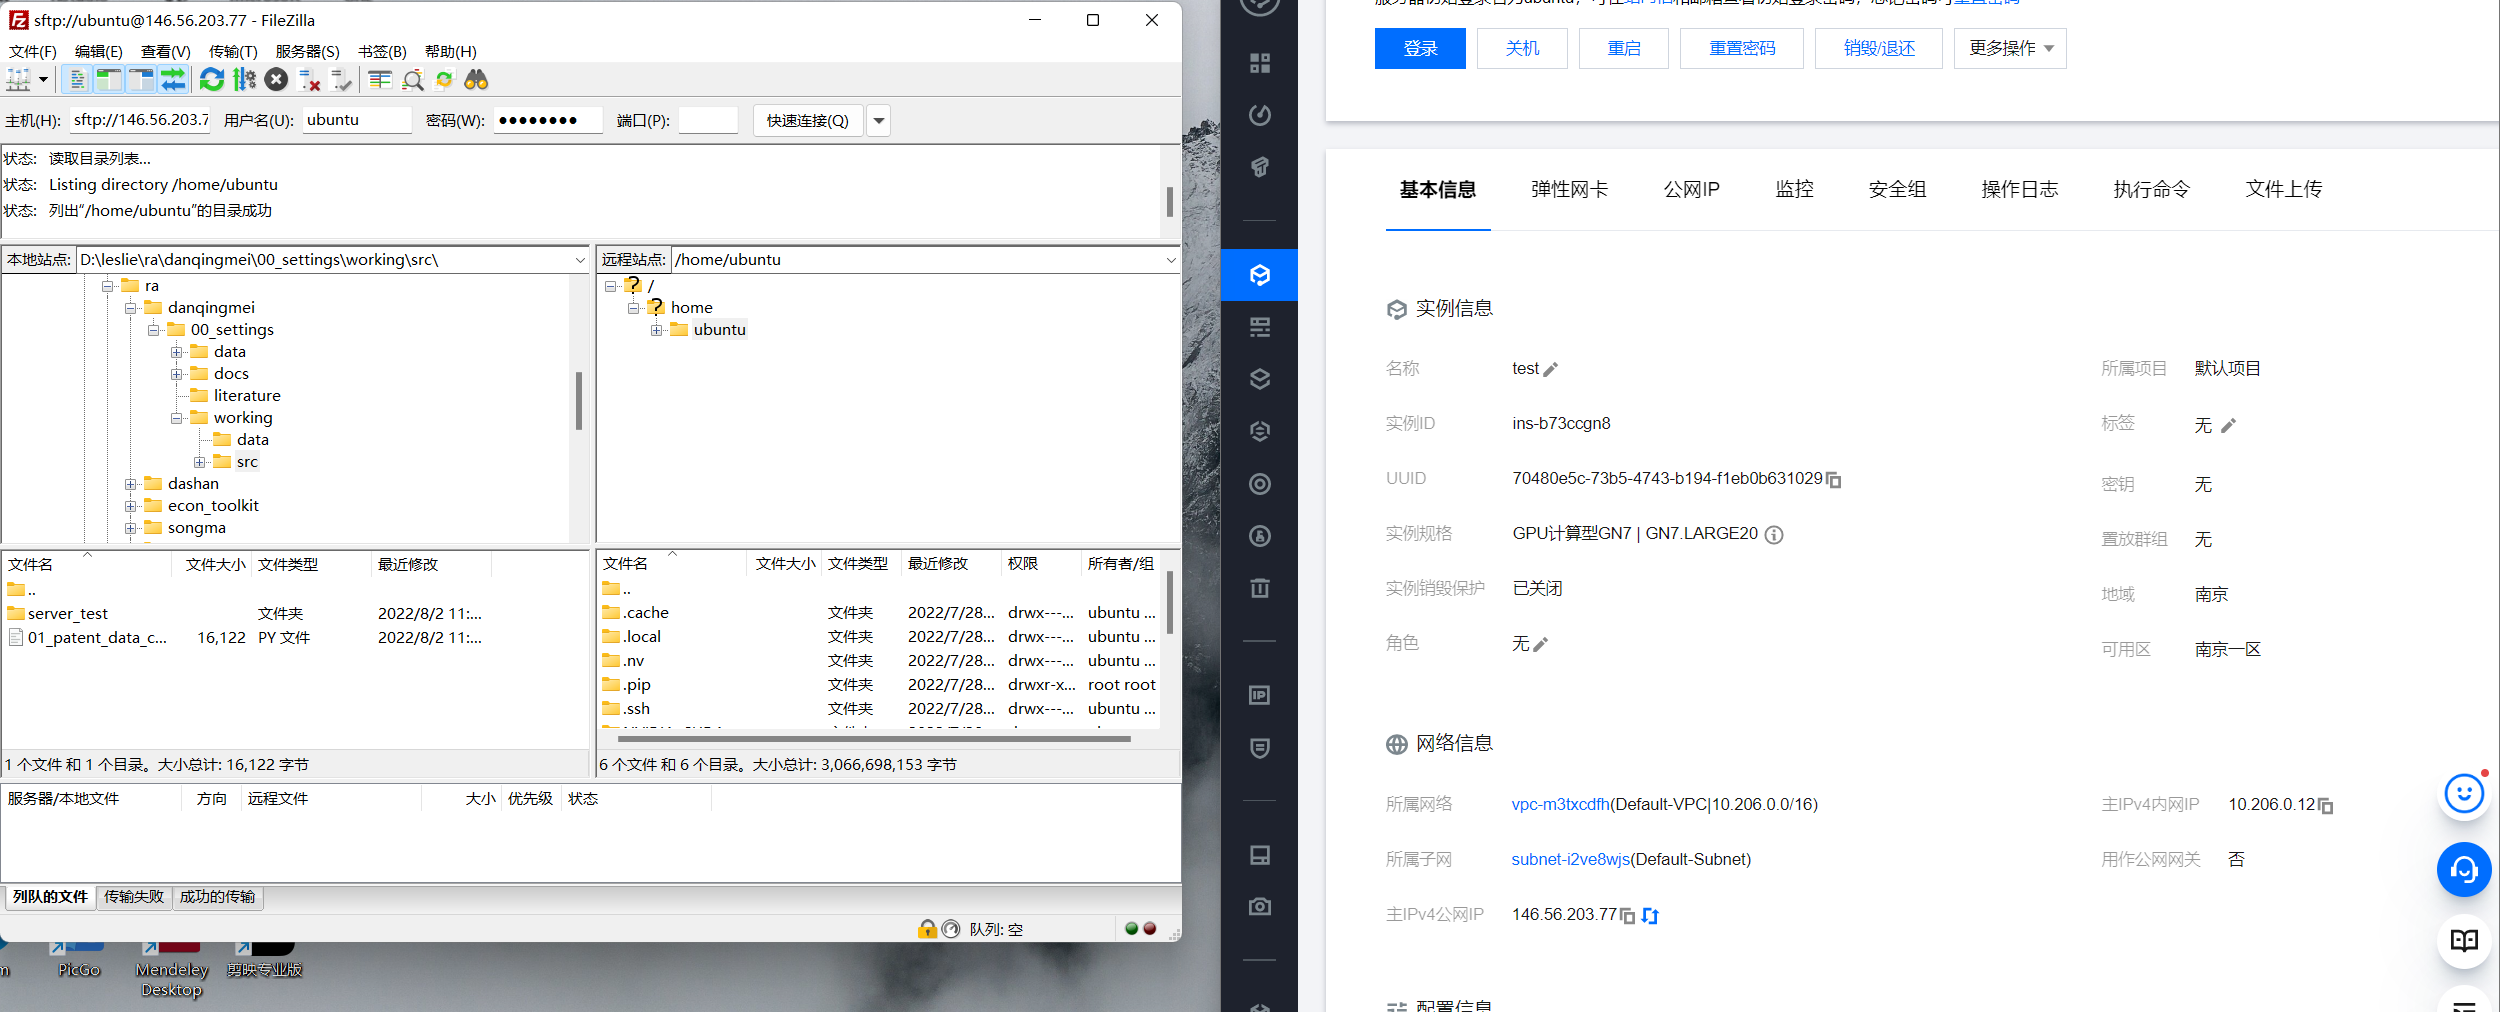 sftp://ubuntu@146.56.203.77 - FileZilla
文件(F) 编辑(E) 查看(V) 传输(T) 服务器(S) 书签(B) 帮助(H)
主机(H): sftp://146.56.203.7 用户名(U): ubuntu 密码(W): ●●●●●●●● 端口(P): 快速连接(Q)
状态: 读取目录列表...
状态: Listing directory /home/ubuntu
状态: 列出“/home/ubuntu”的目录成功
本地站点: D:\leslie\ra\danqingmei\00_settings\working\src\
ra
danqingmei
00_settings
data
docs
literature
working
data
src
dashan
econ_toolkit
songma
远程站点: /home/ubuntu
/
home
ubuntu
文件名 文件大小 文件类型 最近修改
..
server_test 文件夹 2022/8/2 11:...
01_patent_data_c... 16,122 PY 文件 2022/8/2 11:...
1 个文件 和 1 个目录。大小总计: 16,122 字节
文件名 文件大小 文件类型 最近修改 权限 所有者/组
..
.cache 文件夹 2022/7/28... drwx---... ubuntu ...
.local 文件夹 2022/7/28... drwx---... ubuntu ...
.nv 文件夹 2022/7/28... drwx---... ubuntu ...
.pip 文件夹 2022/7/28... drwxr-x... root root
.ssh 文件夹 2022/7/28... drwx---... ubuntu ...
6 个文件 和 6 个目录。大小总计: 3,066,698,153 字节
服务器/本地文件 方向 远程文件 大小 优先级 状态
列队的文件 传输失败 成功的传输
队列: 空
PicGo
Mendeley Desktop
剪映专业版
登录 关机 重启 重置密码 销毁/退还 更多操作
基本信息 弹性网卡 公网IP 监控 安全组 操作日志 执行命令 文件上传
实例信息
名称 test
实例ID ins-b73ccgn8
UUID 70480e5c-73b5-4743-b194-f1eb0b631029
实例规格 GPU计算型GN7 | GN7.LARGE20
实例销毁保护 已关闭
角色 无
所属项目 默认项目
标签 无
密钥 无
置放群组 无
地域 南京
可用区 南京一区
网络信息
所属网络 vpc-m3txcdfh(Default-VPC|10.206.0.0/16)
所属子网 subnet-i2ve8wjs(Default-Subnet)
主IPv4公网IP 146.56.203.77
主IPv4内网IP 10.206.0.12
用作公网网关 否
IP
配置信息